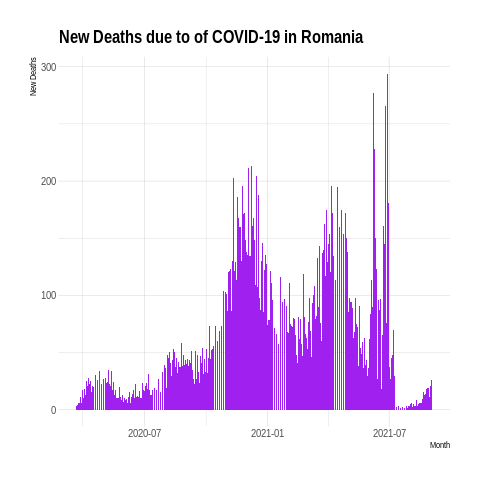 New Deaths due to of COVID-19 in Romania
New Deaths
300
200
100
0
2020-07
2021-01
2021-07
Month